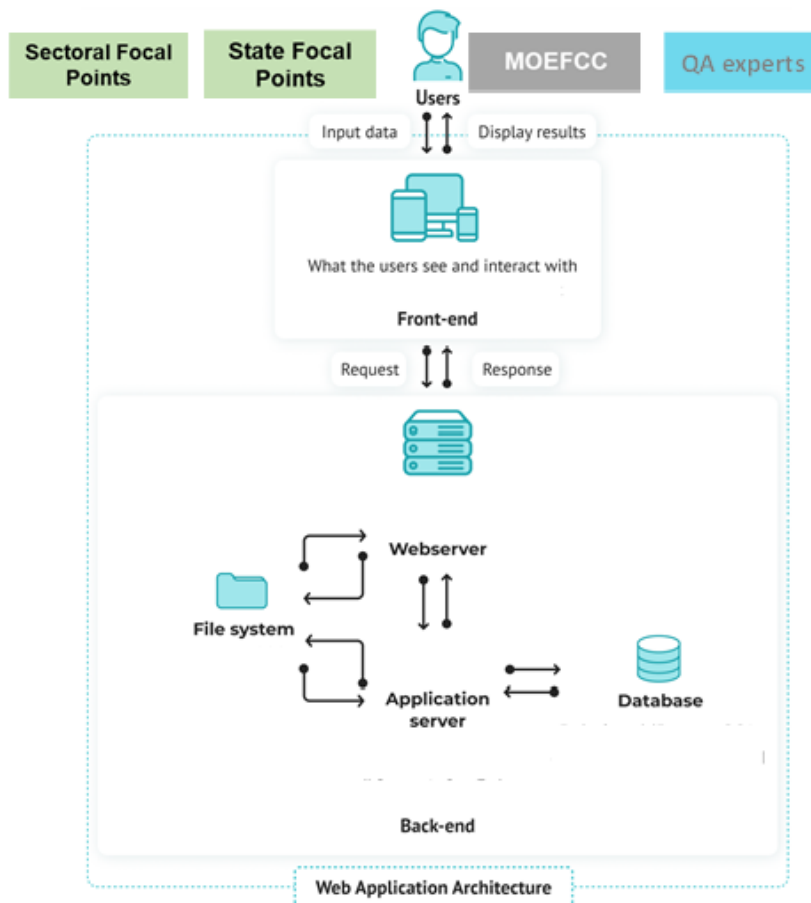 Sectoral Focal
Points
State Focal
Points
Users
MOEFCC
QA experts
Input data
Display results
What the users see and interact with
Front-end
Request
Response
Webserver
File system
Application
server
Database
Back-end
Web Application Architecture